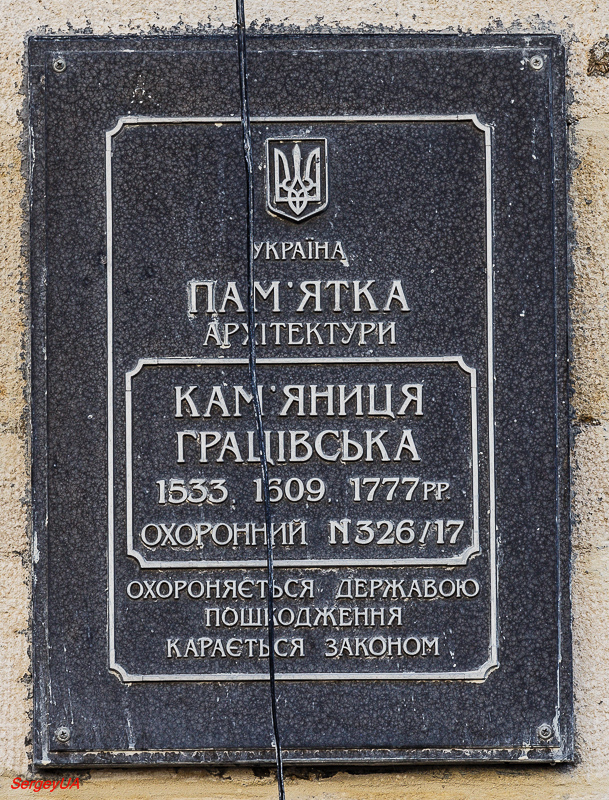 УКРАЇНА
ПАМ'ЯТКА
АРХІТЕКТУРИ
КАМ'ЯНИЦЯ
ГРАЦІВСЬКА
1533, 1609, 1777 РР.
ОХОРОННИЙ N 326/17
ОХОРОНЯЄТЬСЯ ДЕРЖАВОЮ
ПОШКОДЖЕННЯ
КАРАЄТЬСЯ ЗАКОНОМ
SergeyUA